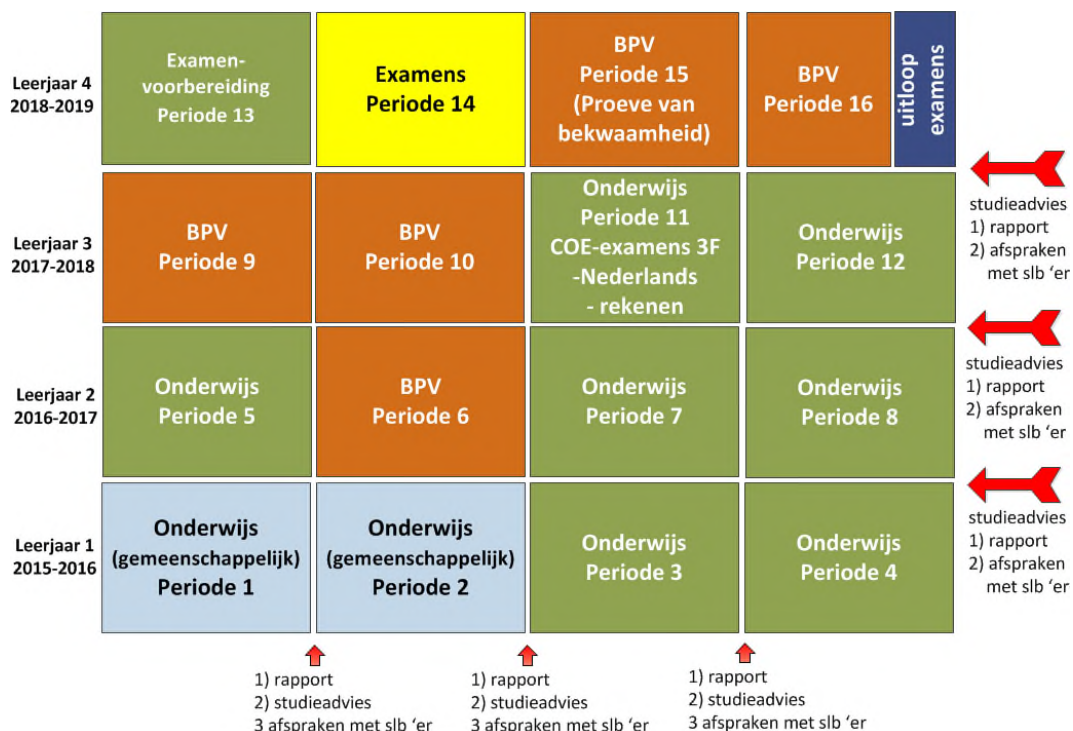 Leerjaar 4
2018-2019
Examen-
voorbereiding
Periode 13
Examens
Periode 14
BPV
Periode 15
(Proeve van
bekwaamheid)
BPV
Periode 16
uitloop
examens
Leerjaar 3
2017-2018
BPV
Periode 9
BPV
Periode 10
Onderwijs
Periode 11
COE-examens 3F
-Nederlands
- rekenen
Onderwijs
Periode 12
studieadvies
1) rapport
2) afspraken
met slb ‘er
Leerjaar 2
2016-2017
Onderwijs
Periode 5
BPV
Periode 6
Onderwijs
Periode 7
Onderwijs
Periode 8
studieadvies
1) rapport
2) afspraken
met slb ‘er
Leerjaar 1
2015-2016
Onderwijs
(gemeenschappelijk)
Periode 1
Onderwijs
(gemeenschappelijk)
Periode 2
Onderwijs
Periode 3
Onderwijs
Periode 4
studieadvies
1) rapport
2) afspraken
met slb ‘er
1) rapport
2) studieadvies
3 afspraken met slb ‘er
1) rapport
2) studieadvies
3 afspraken met slb ‘er
1) rapport
2) studieadvies
3 afspraken met slb ‘er